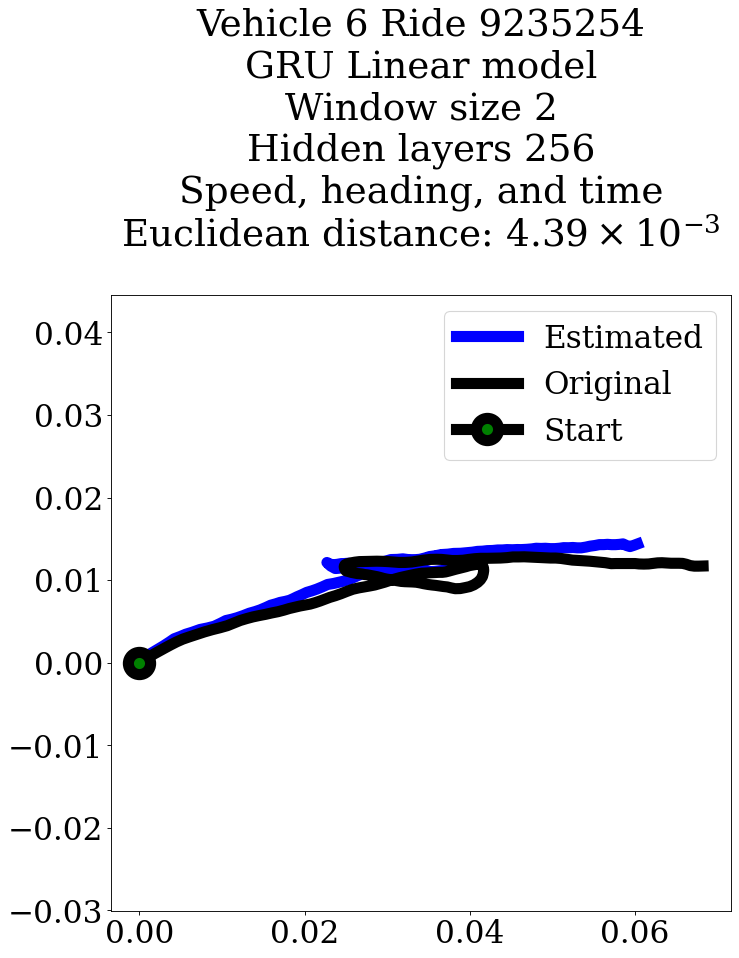 Vehicle 6 Ride 9235254
GRU Linear model
Window size 2
Hidden layers 256
Speed, heading, and time
Euclidean distance: 4.39 × 10⁻³
Estimated
Original
Start
0.04
0.03
0.02
0.01
0.00
−0.01
−0.02
−0.03
0.00 0.02 0.04 0.06